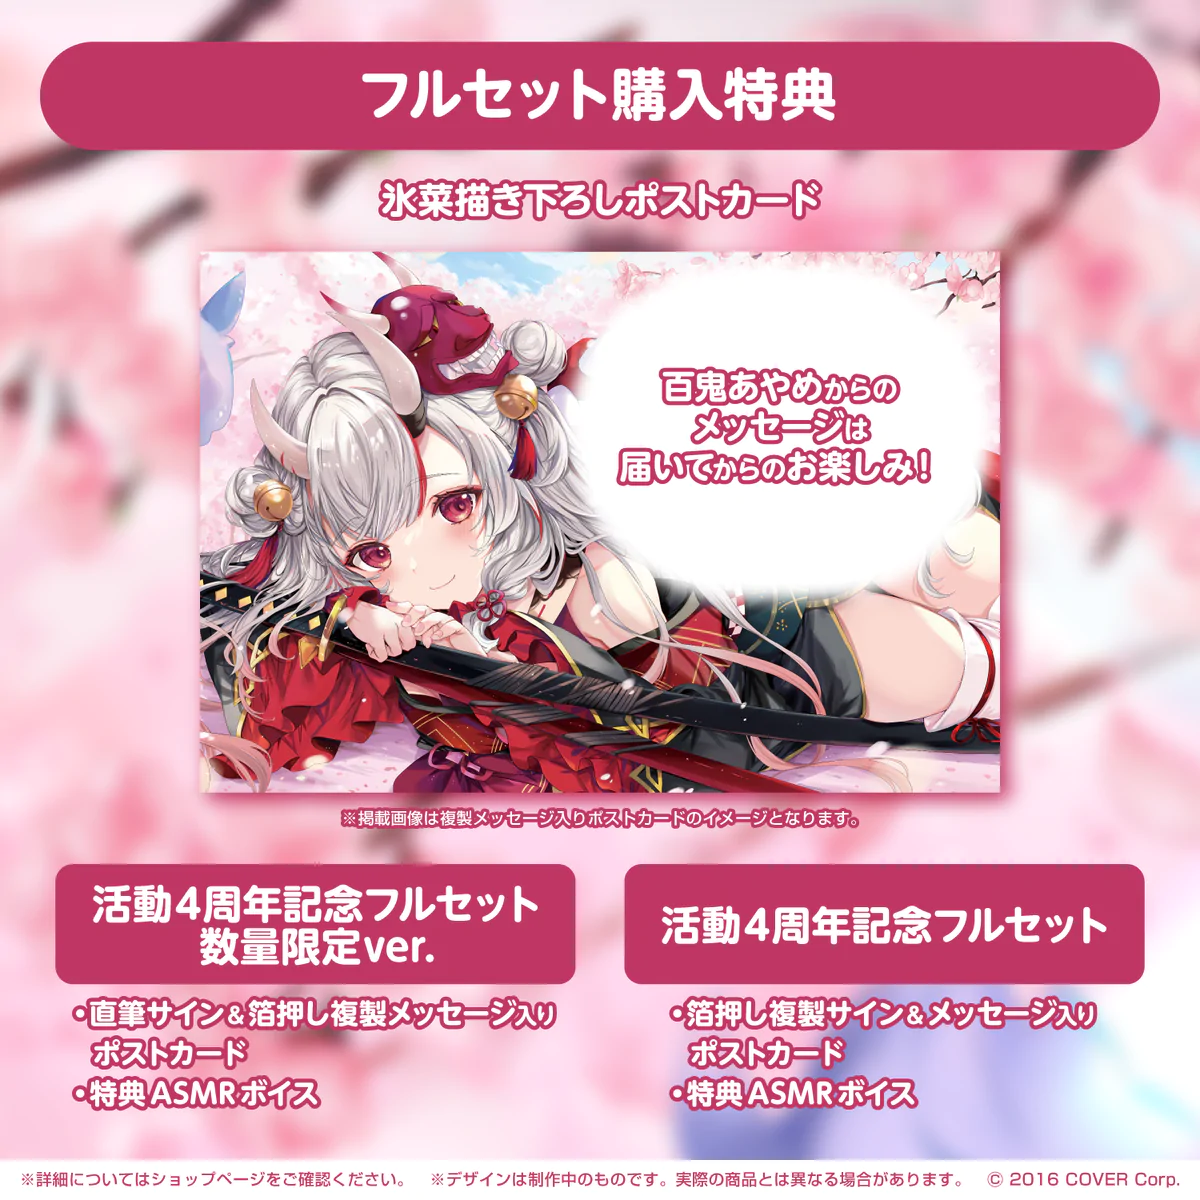 フルセット購入特典
氷菜描き下ろしポストカード
百鬼あやめからの
メッセージは
届いてからのお楽しみ！
※掲載画像は複製メッセージ入りポストカードのイメージとなります。
活動4周年記念フルセット
数量限定ver.
・直筆サイン＆箔押し複製メッセージ入り
ポストカード
・特典ASMRボイス
活動4周年記念フルセット
・箔押し複製サイン＆メッセージ入り
ポストカード
・特典ASMRボイス
※詳細についてはショップページをご確認ください。 ※デザインは制作中のものです。実際の商品とは異なる場合があります。 © 2016 COVER Corp.